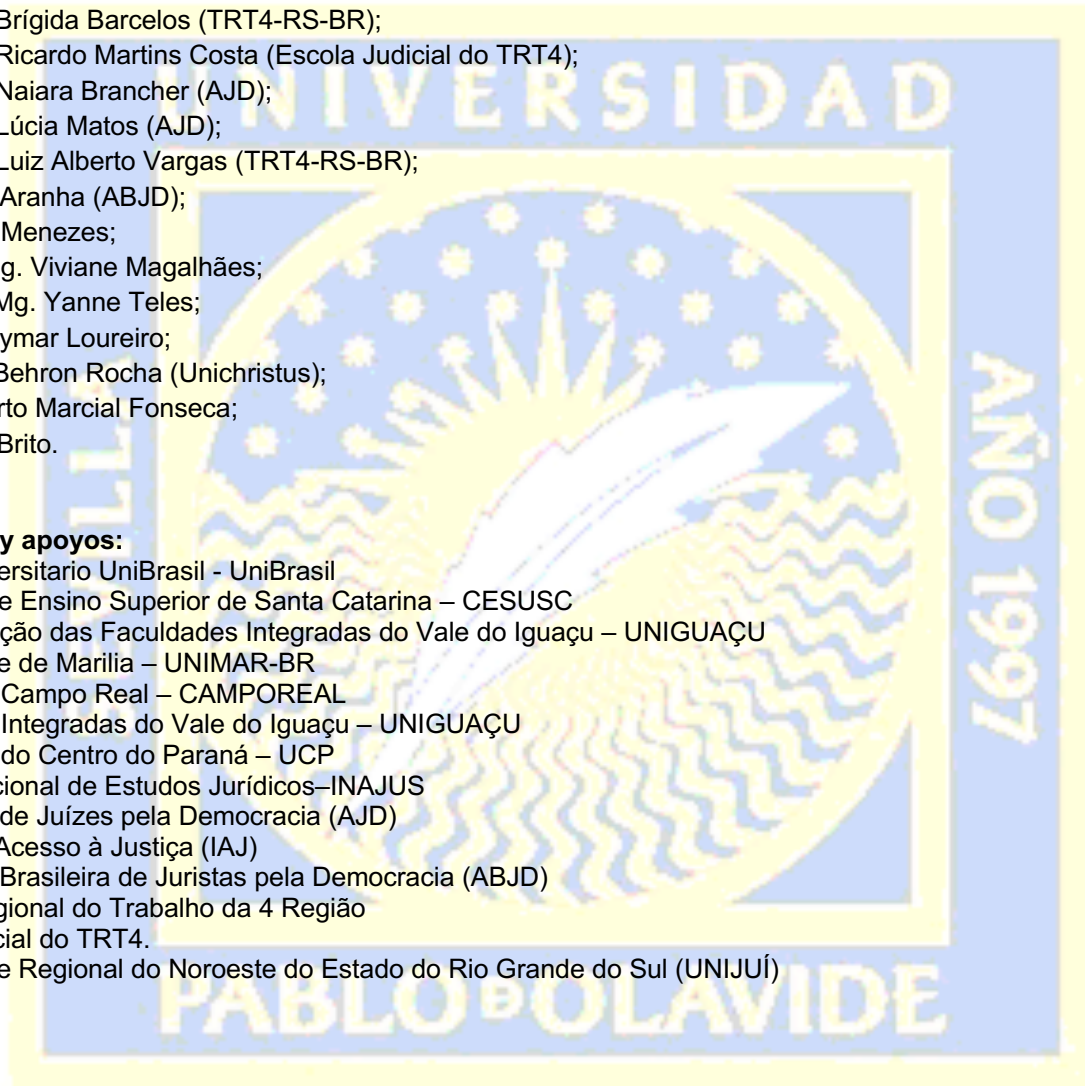 Brígida Barcelos (TRT4-RS-BR);
Ricardo Martins Costa (Escola Judicial do TRT4);
Naiara Brancher (AJD);
Lúcia Matos (AJD);
Luiz Alberto Vargas (TRT4-RS-BR);
Aranha (ABJD);
Menezes;
g. Viviane Magalhães;
Mg. Yanne Teles;
ymar Loureiro;
Behron Rocha (Unichristus);
rto Marcial Fonseca;
Brito.
y apoyos:
ersitario UniBrasil - UniBrasil
e Ensino Superior de Santa Catarina – CESUSC
ção das Faculdades Integradas do Vale do Iguaçu – UNIGUAÇU
e de Marilia – UNIMAR-BR
Campo Real – CAMPOREAL
Integradas do Vale do Iguaçu – UNIGUAÇU
do Centro do Paraná – UCP
cional de Estudos Jurídicos–INAJUS
de Juízes pela Democracia (AJD)
Acesso à Justiça (IAJ)
Brasileira de Juristas pela Democracia (ABJD)
gional do Trabalho da 4 Região
cial do TRT4.
e Regional do Noroeste do Estado do Rio Grande do Sul (UNIJUÍ)
UNIVERSIDAD
SEVILLA
AÑO 1997
PABLO DE OLAVIDE